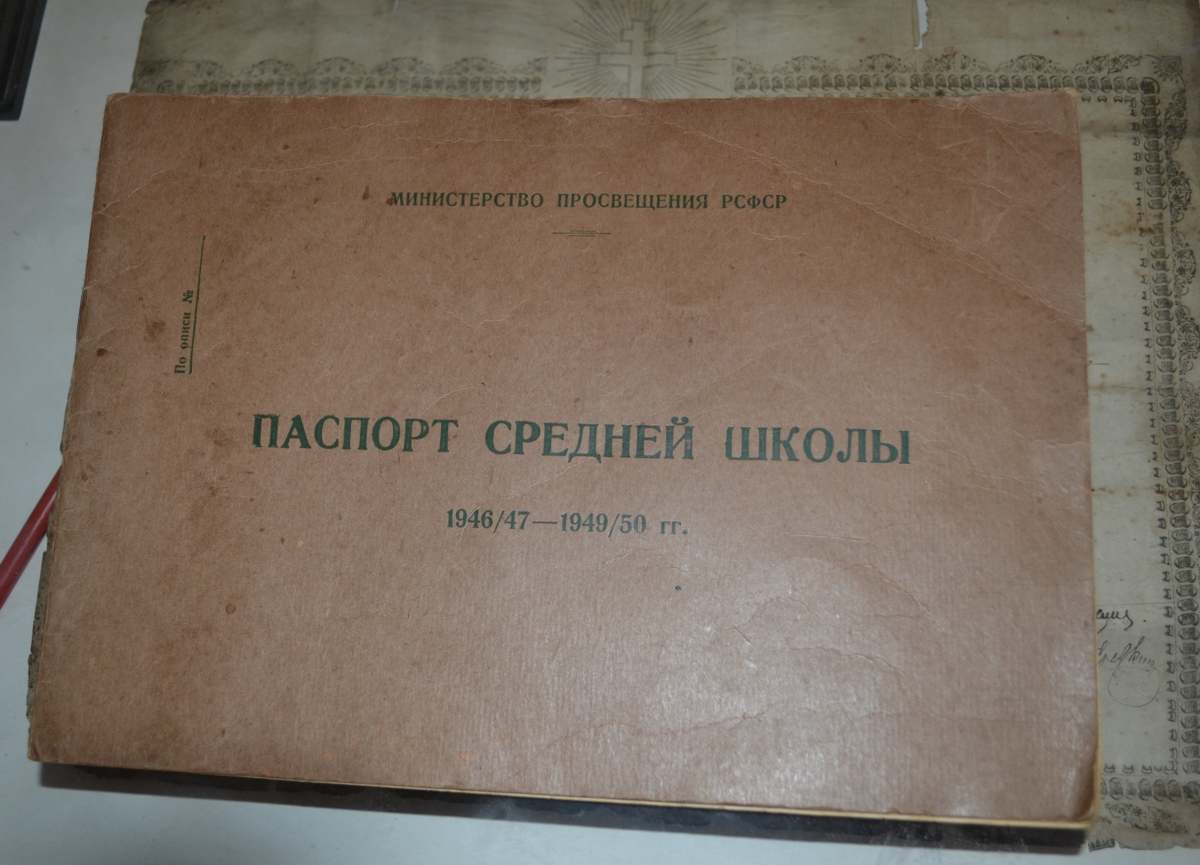 МИНИСТЕРСТВО ПРОСВЕЩЕНИЯ РСФСР
По описи №
ПАСПОРТ СРЕДНЕЙ ШКОЛЫ
1946/47—1949/50 гг.